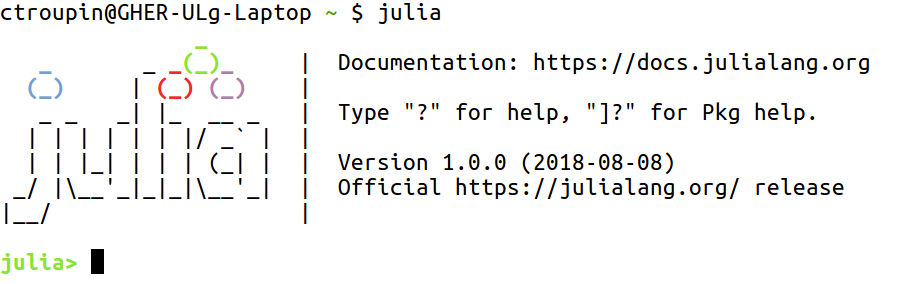 ctroupin@GHER-ULg-Laptop ~ $ julia
               _
   _       _ _(_)_     |  Documentation: https://docs.julialang.org
  (_)     | (_) (_)    |
   _ _   _| |_  __ _   |  Type "?" for help, "]?" for Pkg help.
  | | | | | | |/ _` |  |
  | | |_| | | | (_| |  |  Version 1.0.0 (2018-08-08)
 _/ |\__'_|_|_|\__'_|  |  Official https://julialang.org/ release
|__/                   |
julia>